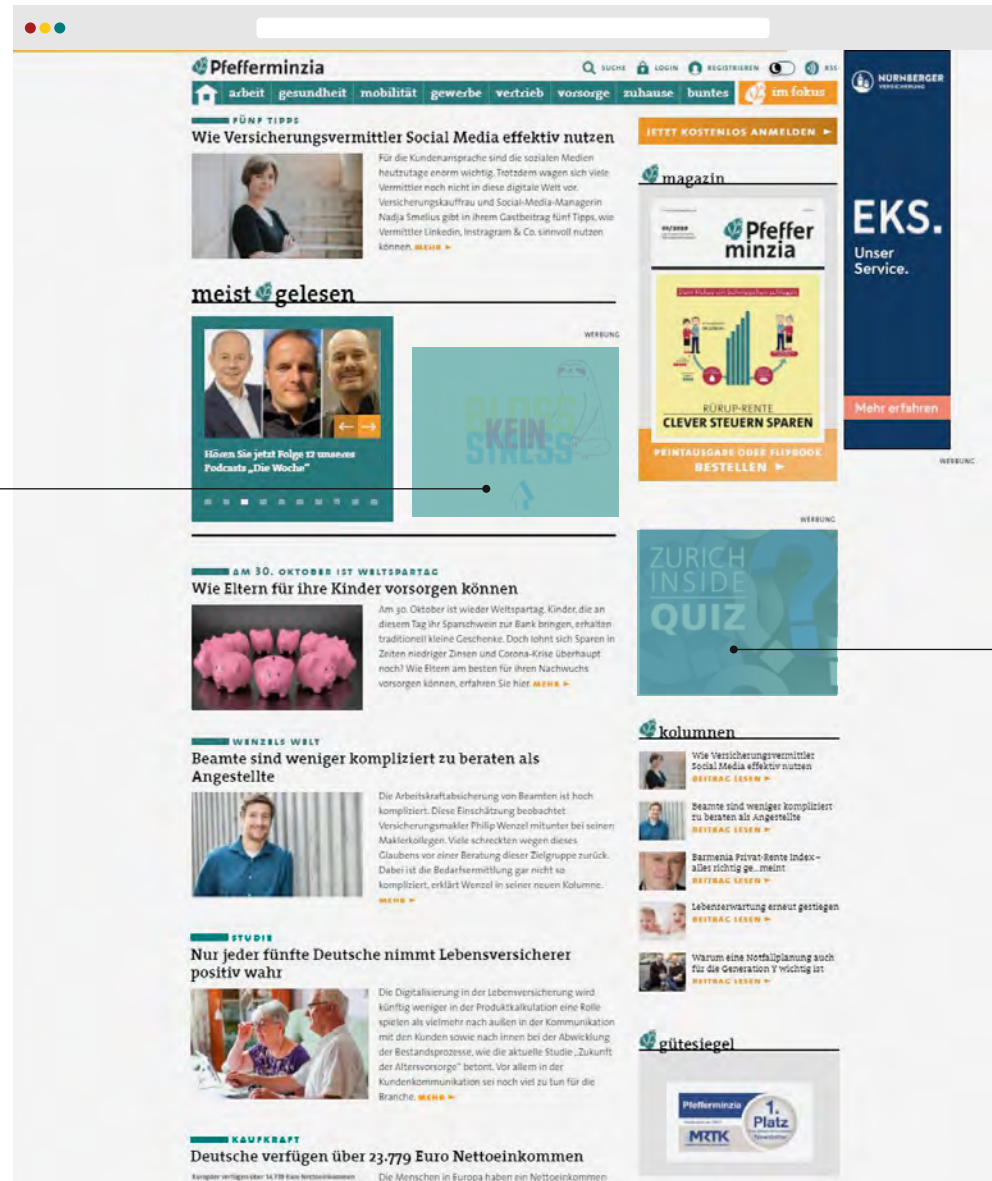 Pfefferminzia
SUCHE LOGIN REGISTRIEREN RSS
arbeit gesundheit mobilität gewerbe vertrieb vorsorge zuhause buntes im fokus
FÜNF TIPPS
Wie Versicherungsvermittler Social Media effektiv nutzen
Für die Kundenansprache sind die sozialen Medien
heutzutage enorm wichtig. Trotzdem wagen sich viele
Vermittler noch nicht in diese digitale Welt vor.
Versicherungskauffrau und Social-Media-Managerin
Nadja Smelius gibt in ihrem Gastbeitrag fünf Tipps, wie
Vermittler Linkedin, Instragram & Co. sinnvoll nutzen
können. MEHR
meist gelesen
Hören Sie jetzt Folge 12 unseres
Podcasts „Die Woche“
WERBUNG
BLOSS
KEIN
STRESS
AM 30. OKTOBER IST WELTSPARTAG
Wie Eltern für ihre Kinder vorsorgen können
Am 30. Oktober ist wieder Weltspartag. Kinder, die an
diesem Tag ihr Sparschwein zur Bank bringen, erhalten
traditionell kleine Geschenke. Doch lohnt sich Sparen in
Zeiten niedriger Zinsen und Corona-Krise überhaupt
noch? Wie Eltern am besten für ihren Nachwuchs
vorsorgen können, erfahren Sie hier. MEHR
WENZELS WELT
Beamte sind weniger kompliziert zu beraten als
Angestellte
Die Arbeitskraftabsicherung von Beamten ist hoch
kompliziert. Diese Einschätzung beobachtet
Versicherungsmakler Philip Wenzel mitunter bei seinen
Maklerkollegen. Viele schreckten wegen dieses
Glaubens vor einer Beratung dieser Zielgruppe zurück.
Dabei ist die Bedarfsermittlung gar nicht so
kompliziert, erklärt Wenzel in seiner neuen Kolumne.
MEHR
STUDIE
Nur jeder fünfte Deutsche nimmt Lebensversicherer
positiv wahr
Die Digitalisierung in der Lebensversicherung wird
künftig weniger in der Produktkalkulation eine Rolle
spielen als vielmehr nach außen in der Kommunikation
mit den Kunden sowie nach innen bei der Abwicklung
der Bestandsprozesse, wie die aktuelle Studie „Zukunft
der Altersvorsorge“ betont. Vor allem in der
Kundenkommunikation sei noch viel zu tun für die
Branche. MEHR
KAUFKRAFT
Deutsche verfügen über 23.779 Euro Nettoeinkommen
Europäer verfügen über 14.739 Euro Nettoeinkommen
Die Menschen in Europa haben ein Nettoeinkommen
JETZT KOSTENLOS ANMELDEN
magazin
Pfeffer
minzia
RÜRUP-RENTE
CLEVER STEUERN SPAREN
PRINTAUSGABE ODER FLIPBOOK
BESTELLEN
WERBUNG
ZURICH
INSIDE
QUIZ
kolumnen
Wie Versicherungsvermittler
Social Media effektiv nutzen
BEITRAG LESEN
Beamte sind weniger kompliziert
zu beraten als Angestellte
BEITRAG LESEN
Barmenia Privat-Rente Index –
alles richtig ge...meint
BEITRAG LESEN
Lebenserwartung erneut gestiegen
BEITRAG LESEN
Warum eine Notfallplanung auch
für die Generation Y wichtig ist
BEITRAG LESEN
gütesiegel
Pfefferminzia
MRTK
1.
Platz
Newsletter
NÜRNBERGER
VERSICHERUNG
EKS.
Unser
Service.
Mehr erfahren
WERBUNG